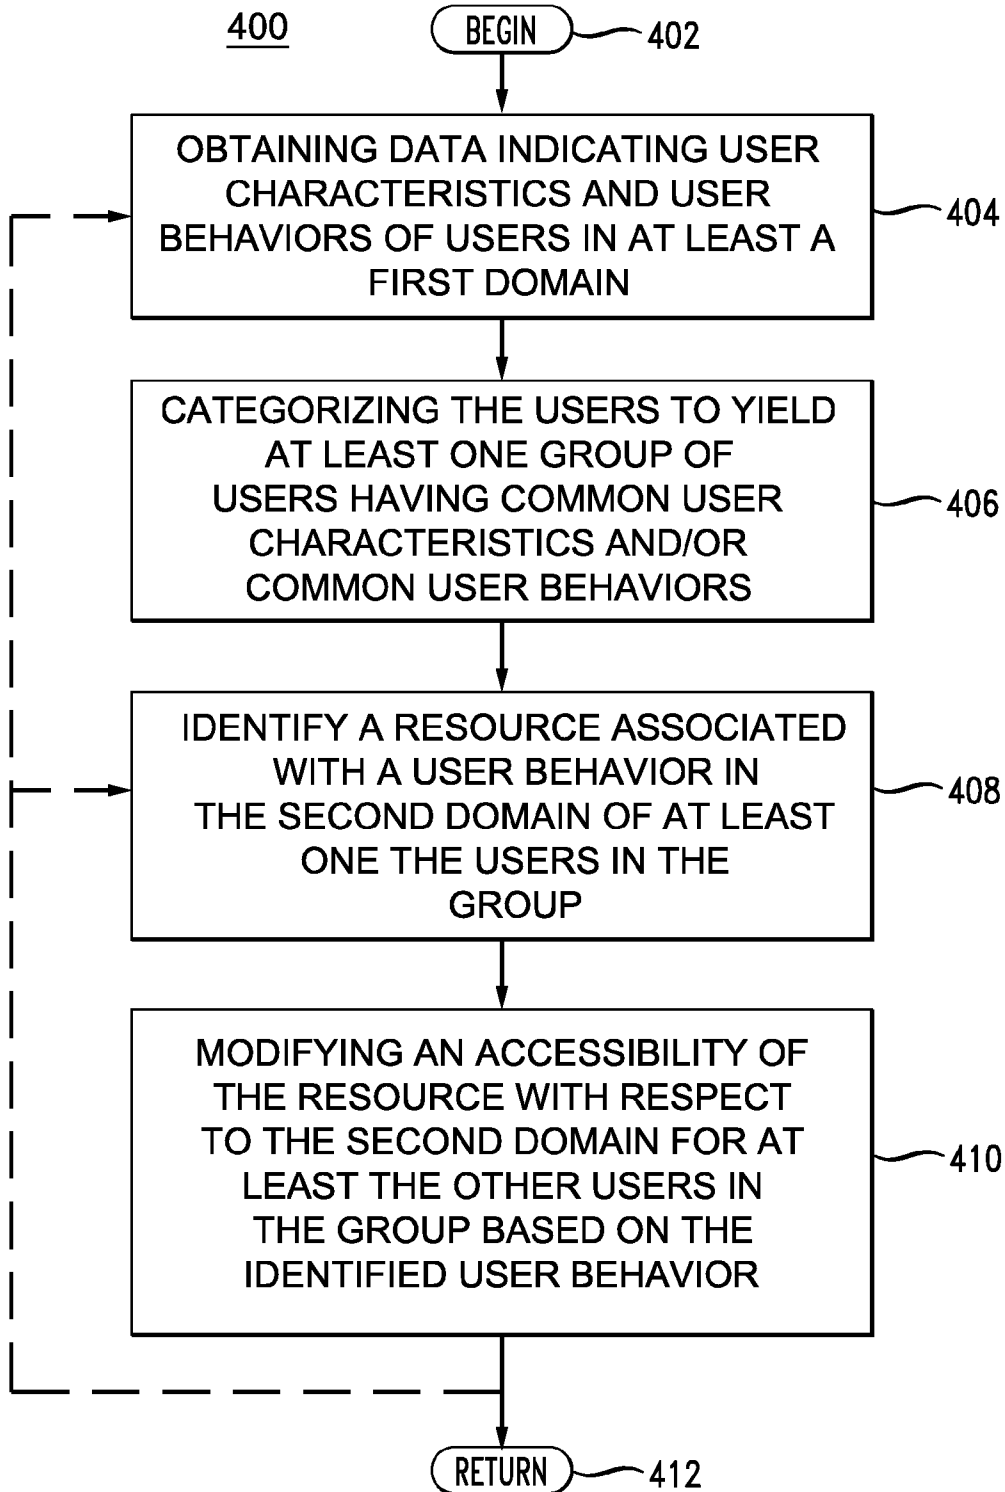 400
BEGIN
402
OBTAINING DATA INDICATING USER
CHARACTERISTICS AND USER
BEHAVIORS OF USERS IN AT LEAST A
FIRST DOMAIN
404
CATEGORIZING THE USERS TO YIELD
AT LEAST ONE GROUP OF
USERS HAVING COMMON USER
CHARACTERISTICS AND/OR
COMMON USER BEHAVIORS
406
IDENTIFY A RESOURCE ASSOCIATED
WITH A USER BEHAVIOR IN
THE SECOND DOMAIN OF AT LEAST
ONE THE USERS IN THE
GROUP
408
MODIFYING AN ACCESSIBILITY OF
THE RESOURCE WITH RESPECT
TO THE SECOND DOMAIN FOR AT
LEAST THE OTHER USERS IN
THE GROUP BASED ON THE
IDENTIFIED USER BEHAVIOR
410
RETURN
412